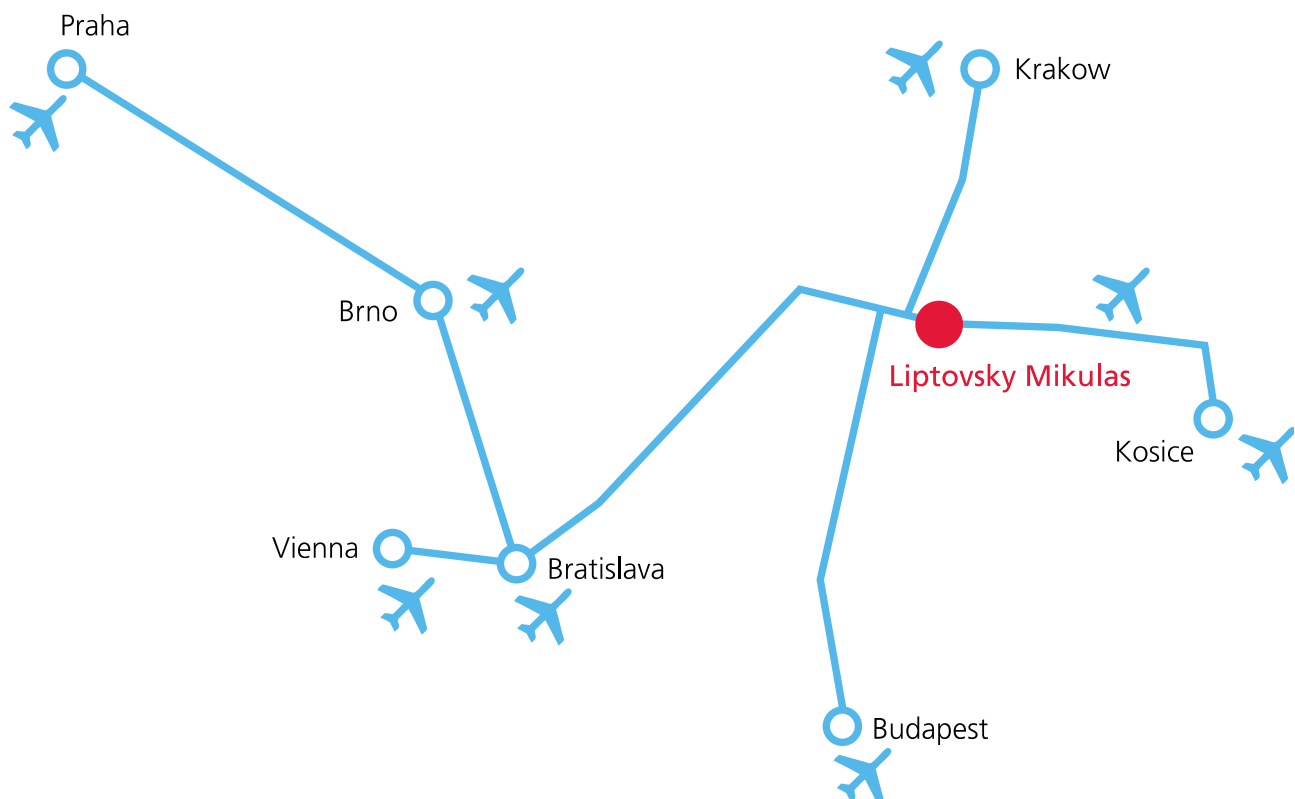 Praha
Krakow
Brno
Liptovsky Mikulas
Kosice
Vienna
Bratislava
Budapest